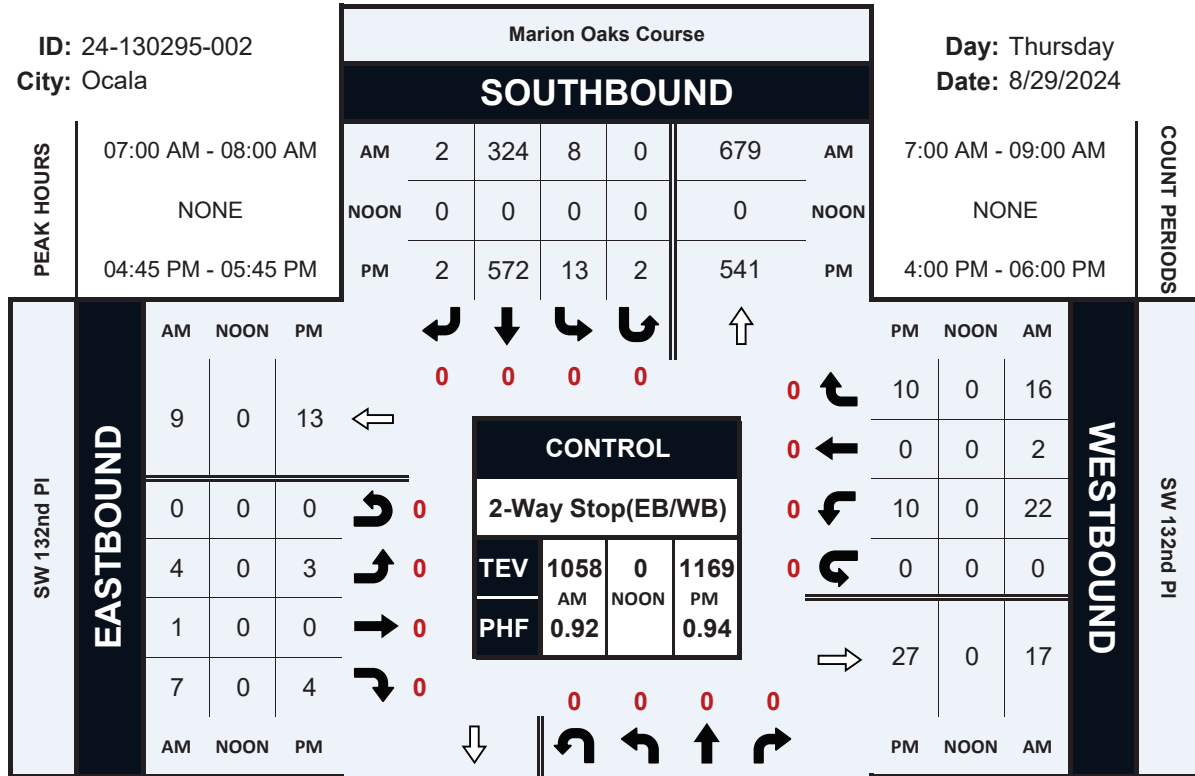 Marion Oaks Course
ID: 24-130295-002
Day: Thursday
City: Ocala
Date: 8/29/2024
SOUTHBOUND
PEAK HOURS
07:00 AM - 08:00 AM
AM 2 324 8 0 679 AM
7:00 AM - 09:00 AM
COUNT PERIODS
NONE
NOON 0 0 0 0 0 NOON
NONE
04:45 PM - 05:45 PM
PM 2 572 13 2 541 PM
4:00 PM - 06:00 PM
SW 132nd Pl
EASTBOUND
AM NOON PM
9 0 13
0 0 0 0
4 0 3 0
1 0 0 0
7 0 4 0
AM NOON PM
0 0 0 0
CONTROL
2-Way Stop(EB/WB)
TEV 1058 0 1169
AM NOON PM
PHF 0.92 0.94
PM NOON AM
0 10 0 16
0 0 0 2
0 10 0 22
0 0 0 0
27 0 17
PM NOON AM
WESTBOUND
SW 132nd Pl
0 0 0 0